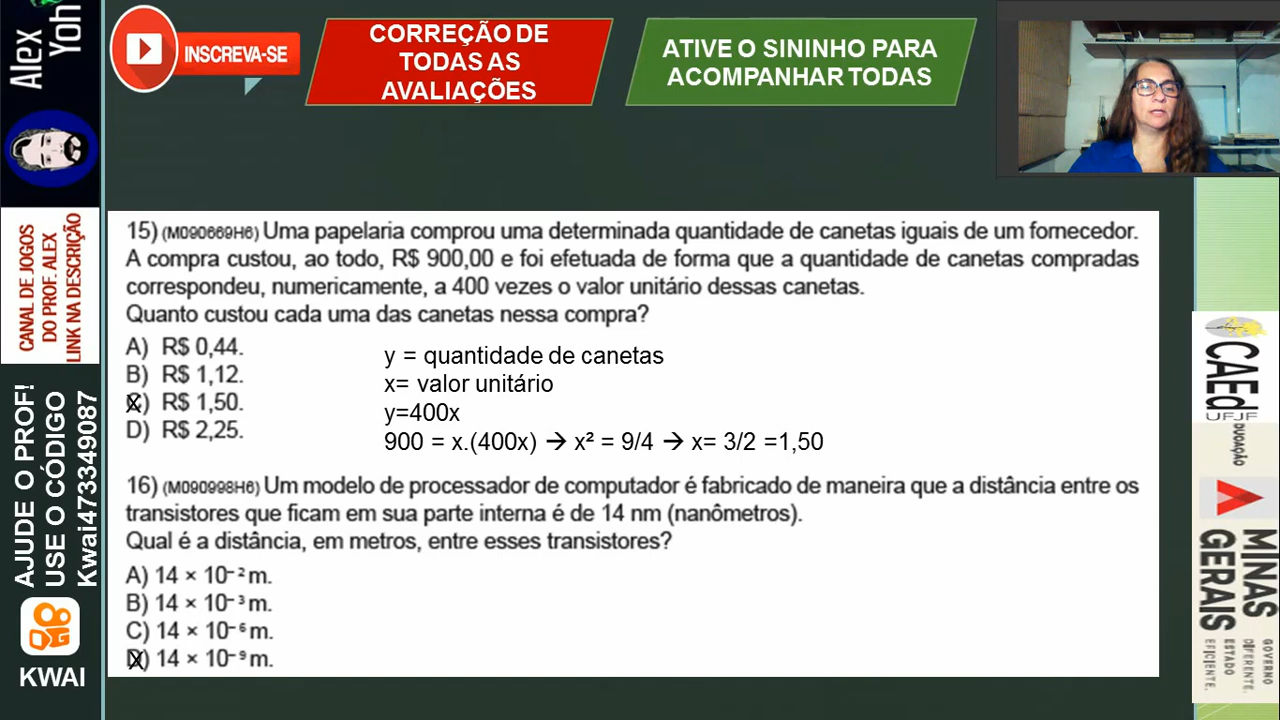 Alex
Yoh
INSCREVA-SE
CORREÇÃO DE
TODAS AS
AVALIAÇÕES
ATIVE O SININHO PARA
ACOMPANHAR TODAS
CANAL DE JOGOS
DO PROF. ALEX
LINK NA DESCRIÇÃO
AJUDE O PROF!
USE O CÓDIGO
Kwai473349087
KWAI
15) (M090669H6) Uma papelaria comprou uma determinada quantidade de canetas iguais de um fornecedor.
A compra custou, ao todo, R$ 900,00 e foi efetuada de forma que a quantidade de canetas compradas
correspondeu, numericamente, a 400 vezes o valor unitário dessas canetas.
Quanto custou cada uma das canetas nessa compra?
A) R$ 0,44.
B) R$ 1,12.
C) R$ 1,50.
D) R$ 2,25.
y = quantidade de canetas
x= valor unitário
y=400x
900 = x.(400x) → x² = 9/4 → x= 3/2 =1,50
16) (M090998H6) Um modelo de processador de computador é fabricado de maneira que a distância entre os
transistores que ficam em sua parte interna é de 14 nm (nanômetros).
Qual é a distância, em metros, entre esses transistores?
A) 14 × 10⁻² m.
B) 14 × 10⁻³ m.
C) 14 × 10⁻⁶ m.
D) 14 × 10⁻⁹ m.
CAEd
UFJF
MINAS
GERAIS
GOVERNO
DIFERENTE.
ESTADO
EFICIENTE.